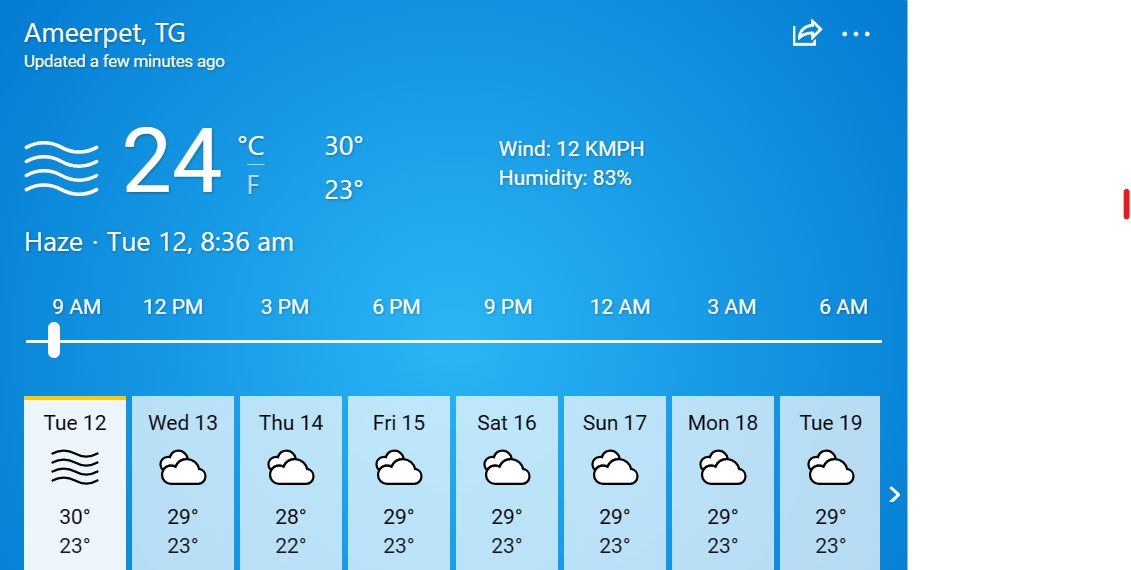 Ameerpet, TG
Updated a few minutes ago
24 °C F 30° 23°
Wind: 12 KMPH
Humidity: 83%
Haze · Tue 12, 8:36 am
9 AM 12 PM 3 PM 6 PM 9 PM 12 AM 3 AM 6 AM
Tue 12 Wed 13 Thu 14 Fri 15 Sat 16 Sun 17 Mon 18 Tue 19
30° 29° 28° 29° 29° 29° 29° 29°
23° 23° 22° 23° 23° 23° 23° 23°